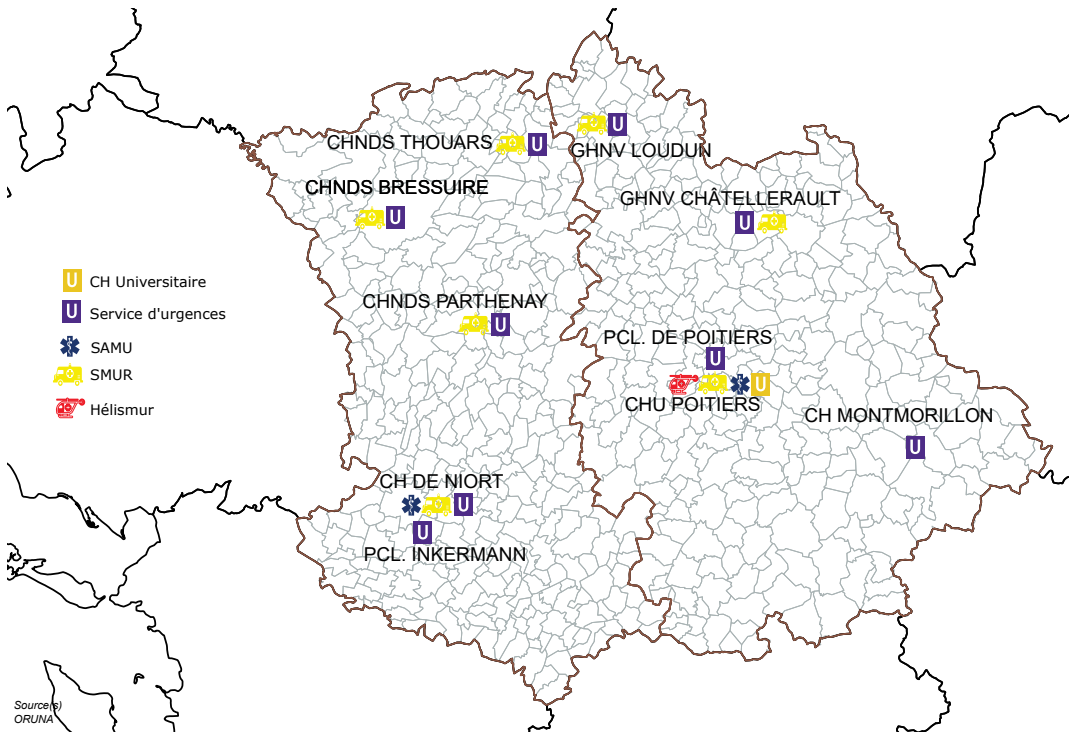 CHNDS THOUARS
U
U
GHNV LOUDUN
CHNDS BRESSUIRE
U
GHNV CHÂTELLERAULT
U
U CH Universitaire
U Service d'urgences
SAMU
SMUR
Hélismur
CHNDS PARTHENAY
U
PCL. DE POITIERS
U
U
CHU POITIERS
CH MONTMORILLON
U
CH DE NIORT
U
U
PCL. INKERMANN
Source(s)
ORUNA